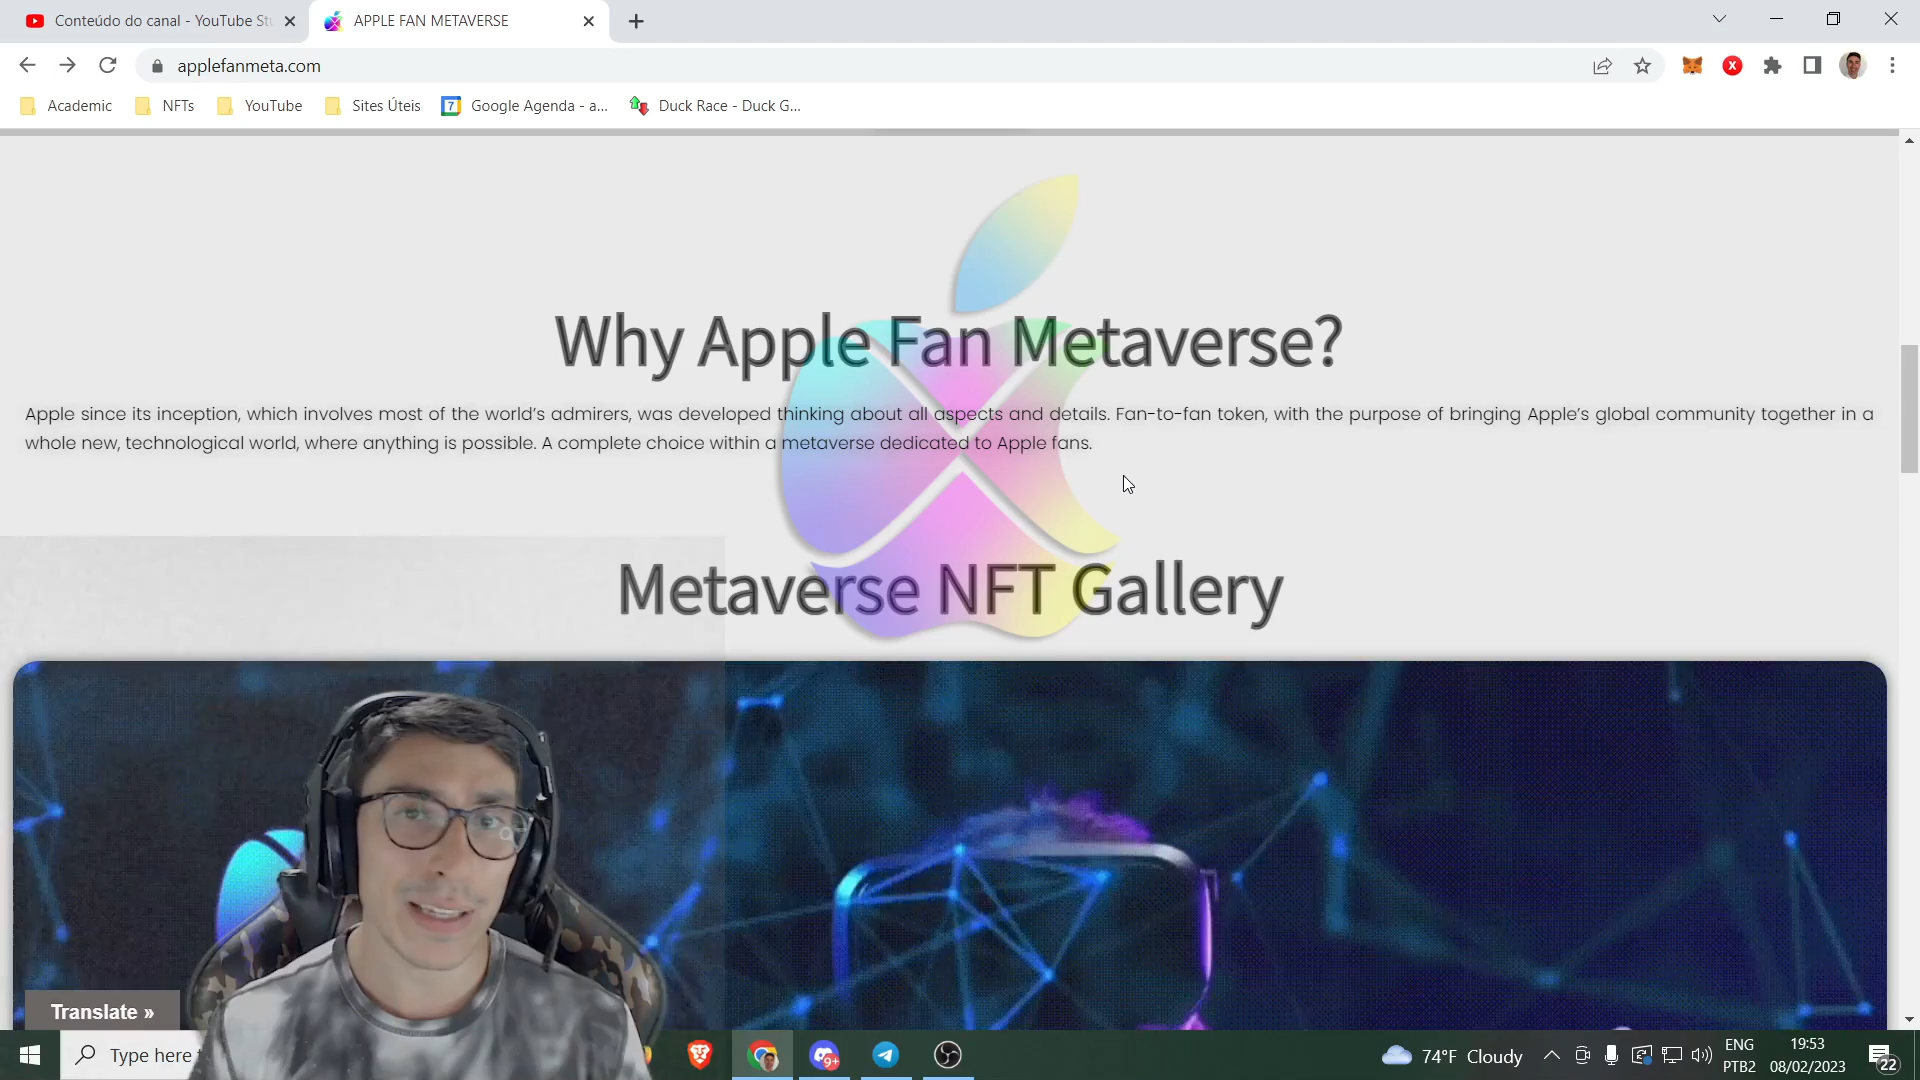 Conteúdo do canal - YouTube Stu
APPLE FAN METAVERSE
applefanmeta.com
Academic
NFTs
YouTube
Sites Úteis
7
Google Agenda - a...
Duck Race - Duck G...
Why Apple Fan Metaverse?
Apple since its inception, which involves most of the world's admirers, was developed thinking about all aspects and details. Fan-to-fan token, with the purpose of bringing Apple's global community together in a
whole new, technological world, where anything is possible. A complete choice within a metaverse dedicated to Apple fans.
Metaverse NFT Gallery
Translate »
Type here
9+
74°F Cloudy
ENG
PTB2
19:53
08/02/2023
22